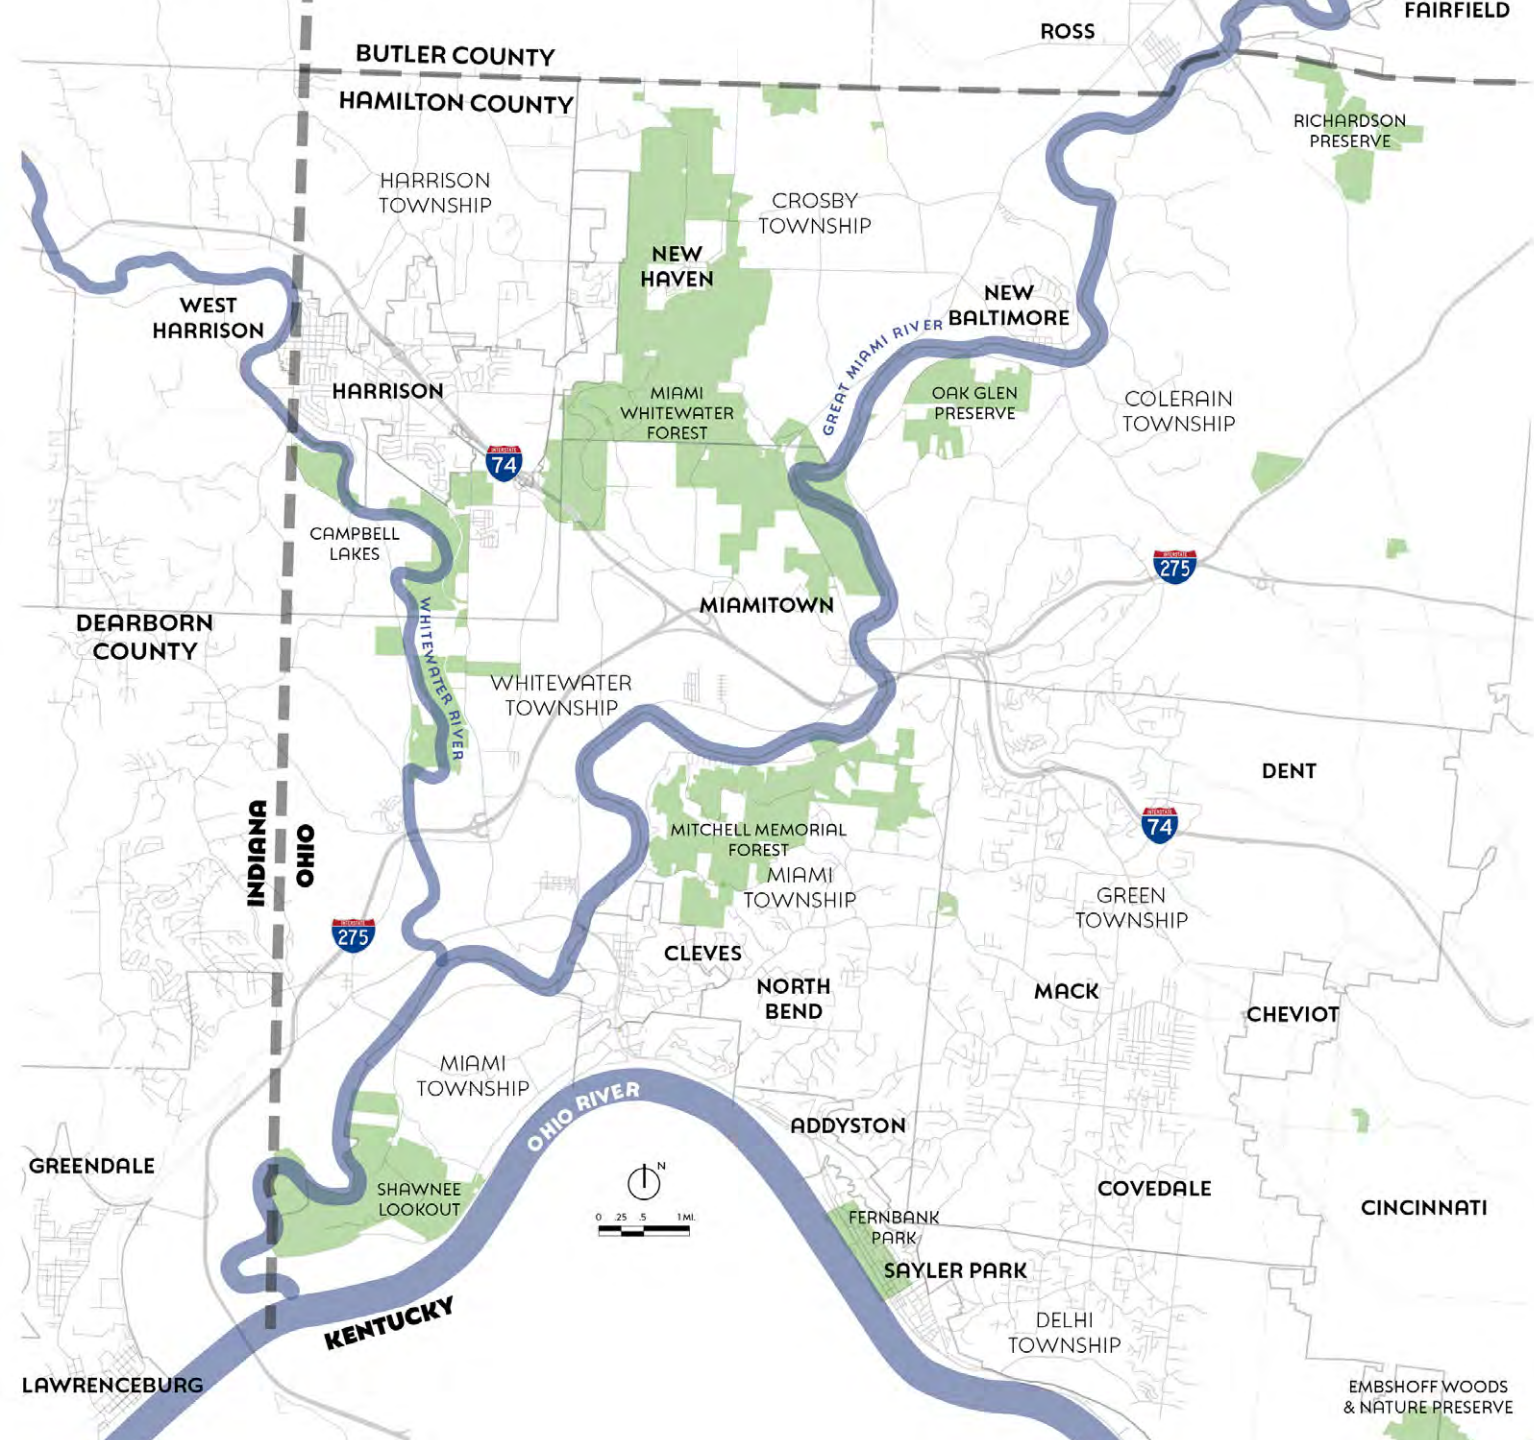 FAIRFIELD
ROSS
BUTLER COUNTY
HAMILTON COUNTY
RICHARDSON
PRESERVE
HARRISON
TOWNSHIP
CROSBY
TOWNSHIP
NEW
HAVEN
WEST
HARRISON
NEW
BALTIMORE
GREAT MIAMI RIVER
HARRISON
MIAMI
WHITEWATER
FOREST
OAK GLEN
PRESERVE
COLERAIN
TOWNSHIP
INTERSTATE
74
CAMPBELL
LAKES
INTERSTATE
275
MIAMITOWN
DEARBORN
COUNTY
WHITEWATER RIVER
WHITEWATER
TOWNSHIP
DENT
INDIANA
OHIO
MITCHELL MEMORIAL
FOREST
INTERSTATE
74
MIAMI
TOWNSHIP
GREEN
TOWNSHIP
INTERSTATE
275
CLEVES
NORTH
BEND
MACK
CHEVIOT
MIAMI
TOWNSHIP
OHIO RIVER
ADDYSTON
GREENDALE
N
SHAWNEE
LOOKOUT
COVEDALE
CINCINNATI
0 .25 .5 1 MI.
FERNBANK
PARK
SAYLER PARK
KENTUCKY
DELHI
TOWNSHIP
LAWRENCEBURG
EMBSHOFF WOODS
& NATURE PRESERVE